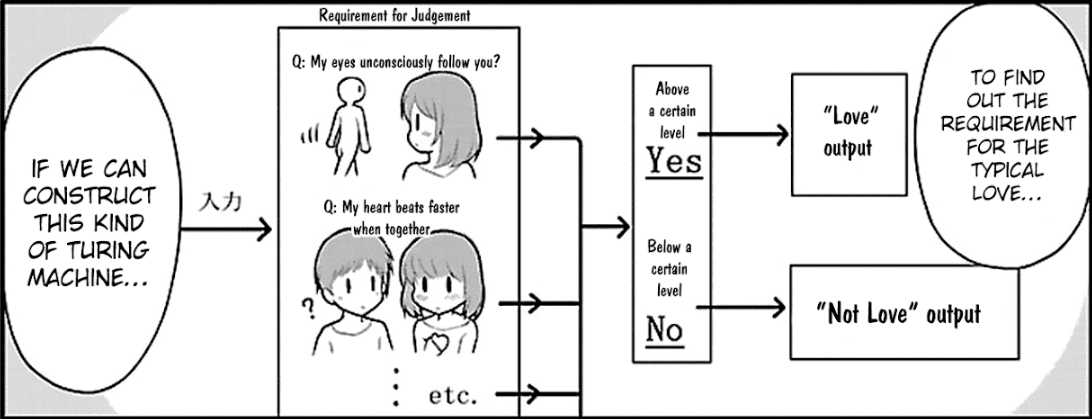 Requirement for Judgement
IF WE CAN
CONSTRUCT
THIS KIND
OF TURING
MACHINE...
入力
Q: My eyes unconsciously follow you?
Q: My heart beats faster
when together
?
etc.
Above
a certain
level
Yes
Below a
certain
level
No
"Love"
output
"Not Love" output
TO FIND
OUT THE
REQUIREMENT
FOR THE
TYPICAL
LOVE...